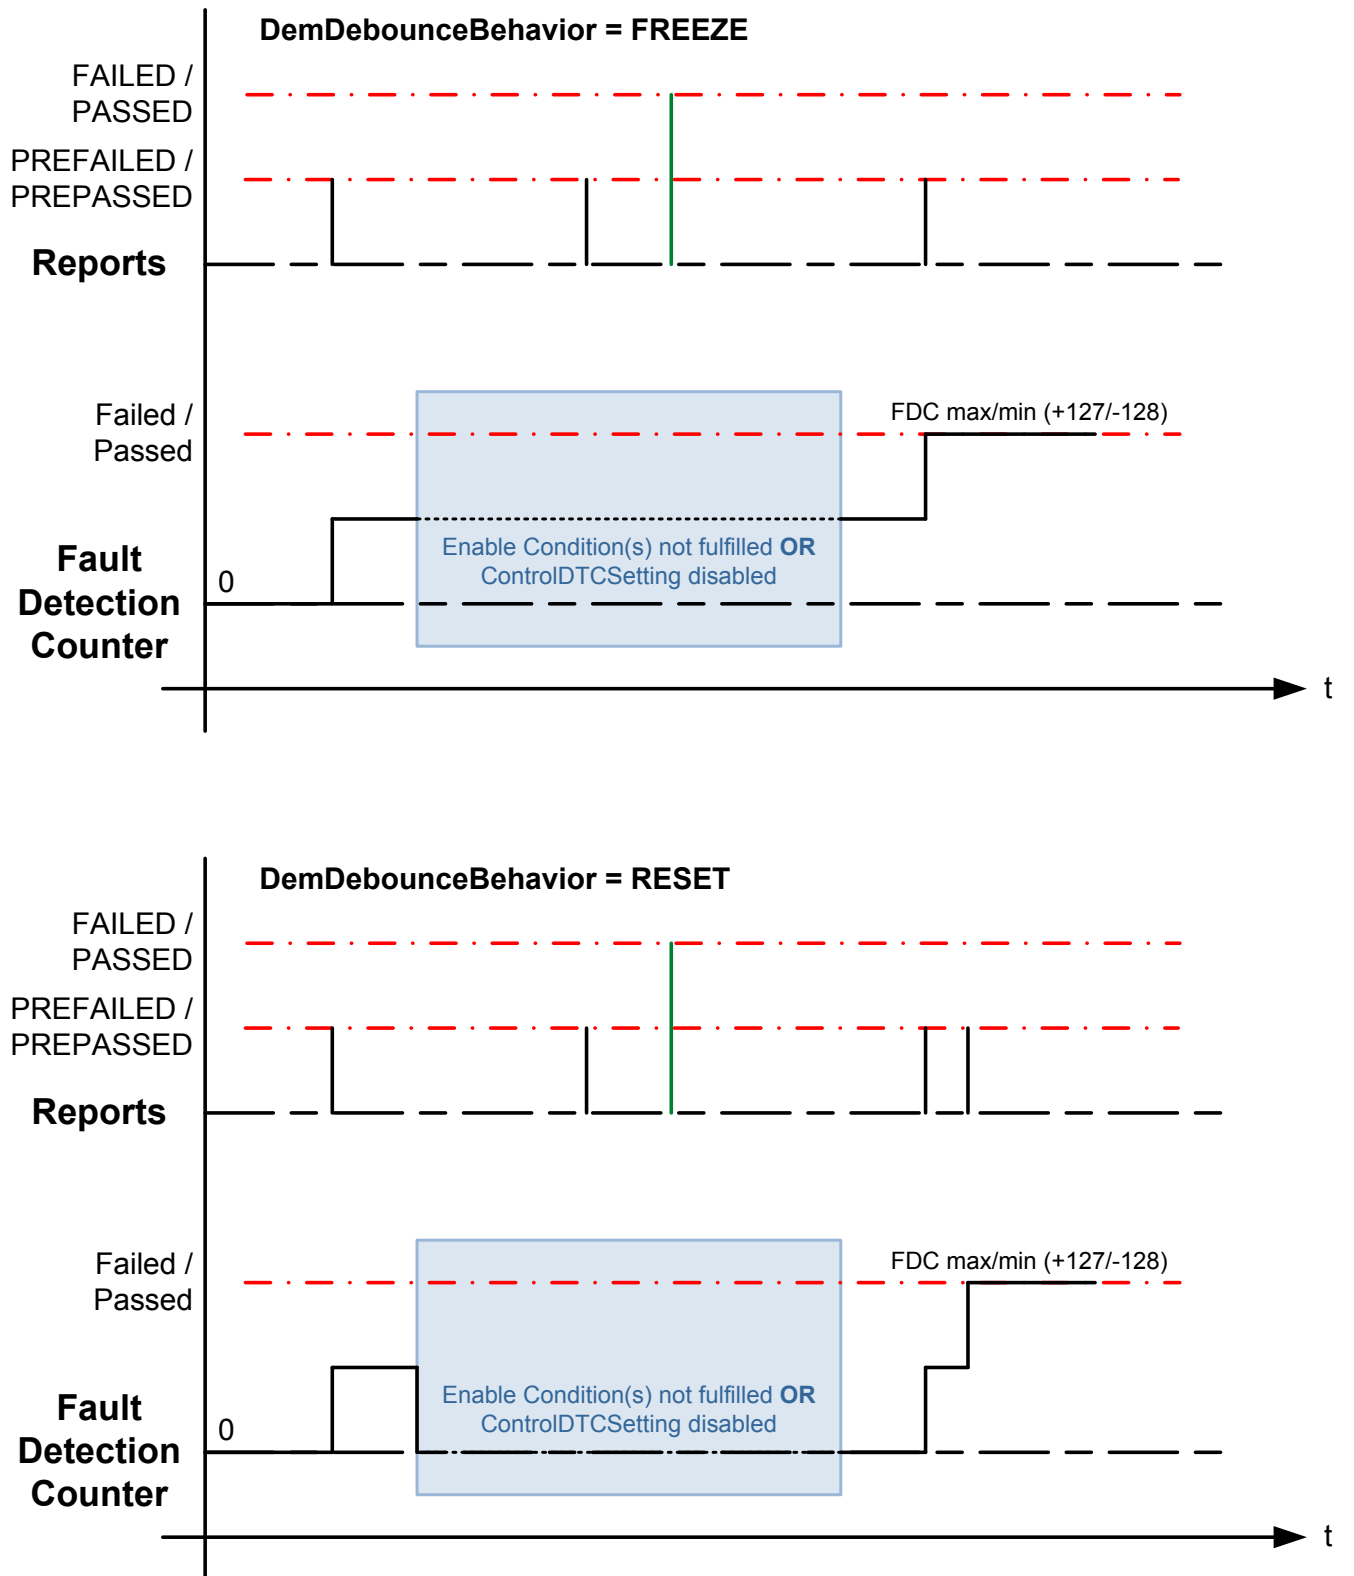 DemDebounceBehavior = FREEZE
FAILED /
PASSED
PREFAILED /
PREPASSED
Reports
Failed /
Passed
FDC max/min (+127/-128)
Enable Condition(s) not fulfilled OR
ControlDTCSetting disabled
Fault
Detection
Counter
0
t
DemDebounceBehavior = RESET
FAILED /
PASSED
PREFAILED /
PREPASSED
Reports
Failed /
Passed
FDC max/min (+127/-128)
Enable Condition(s) not fulfilled OR
ControlDTCSetting disabled
Fault
Detection
Counter
0
t